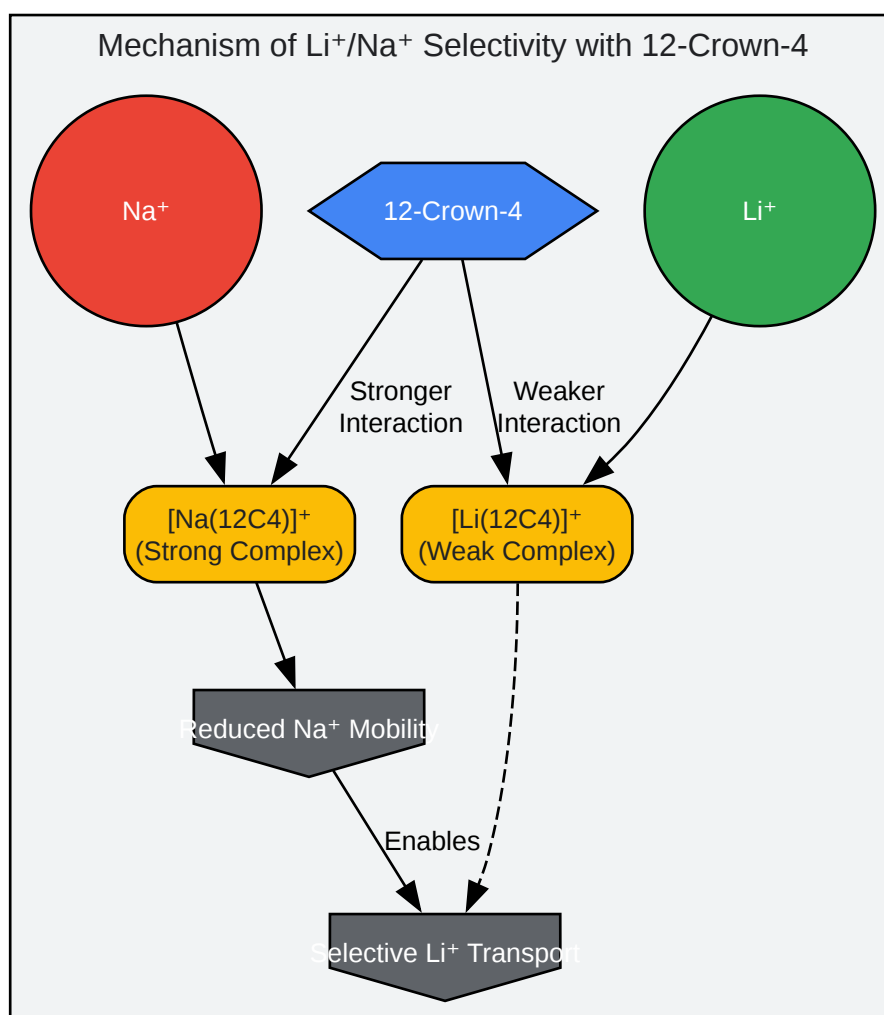 Mechanism of Li⁺/Na⁺ Selectivity with 12-Crown-4
Na⁺
12-Crown-4
Li⁺
Stronger
Interaction
Weaker
Interaction
[Na(12C4)]⁺
(Strong Complex)
[Li(12C4)]⁺
(Weak Complex)
Reduced Na⁺ Mobility
Enables
Selective Li⁺ Transport